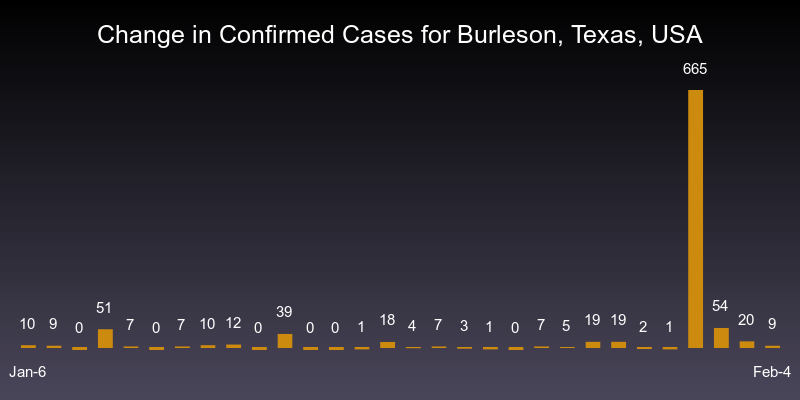 Change in Confirmed Cases for Burleson, Texas, USA
665
10 9 0 51 7 0 7 10 12 0 39 0 0 1 18 4 7 3 1 0 7 5 19 19 2 1 54 20 9
Jan-6 Feb-4